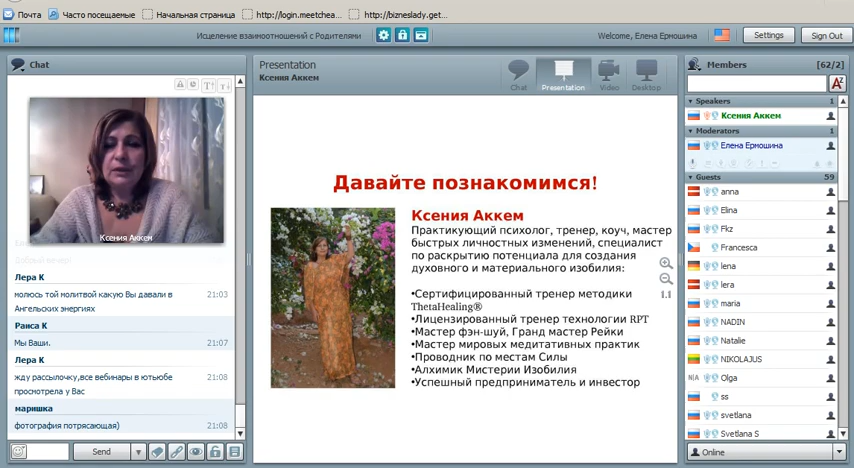 Почта
Часто посещаемые
Начальная страница
http://login.meetchea...
http://bizneslady.get...
Исцеление взаимоотношений с Родителями
Welcome, Елена Ермошина
Settings
Sign Out
Chat
T↑
T↓
Ксения Аккем
Добрый вечер!
Лера К
молюсь той молитвой какую Вы давали в 21:03
Ангельских энергиях
Раиса К
Мы Ваши. 21:07
Лера К
жду рассылочку,все вебинары в ютьюбе 21:08
просмотрела у Вас
маришка
фотография потрясающая) 21:08
Send
Presentation
Ксения Аккем
Chat
Presentation
Video
Desktop
Давайте познакомимся!
Ксения Аккем
Практикующий психолог, тренер, коуч, мастер
быстрых личностных изменений, специалист
по раскрытию потенциала для создания
духовного и материального изобилия:
•Сертифицированный тренер методики
ThetaHealing®
•Лицензированный тренер технологии RPT
•Мастер фэн-шуй, Гранд мастер Рейки
•Мастер мировых медитативных практик
•Проводник по местам Силы
•Алхимик Мистерии Изобилия
•Успешный предприниматель и инвестор
1:1
Members [62/2]
AZ
Speakers 1
Ксения Аккем
Moderators 1
Елена Ермошина
Guests 59
anna
Elina
Fkz
Francesca
lena
lera
maria
NADIN
Natalie
NIKOLAJUS
N/A Olga
ss
svetlana
Svetlana S
Online